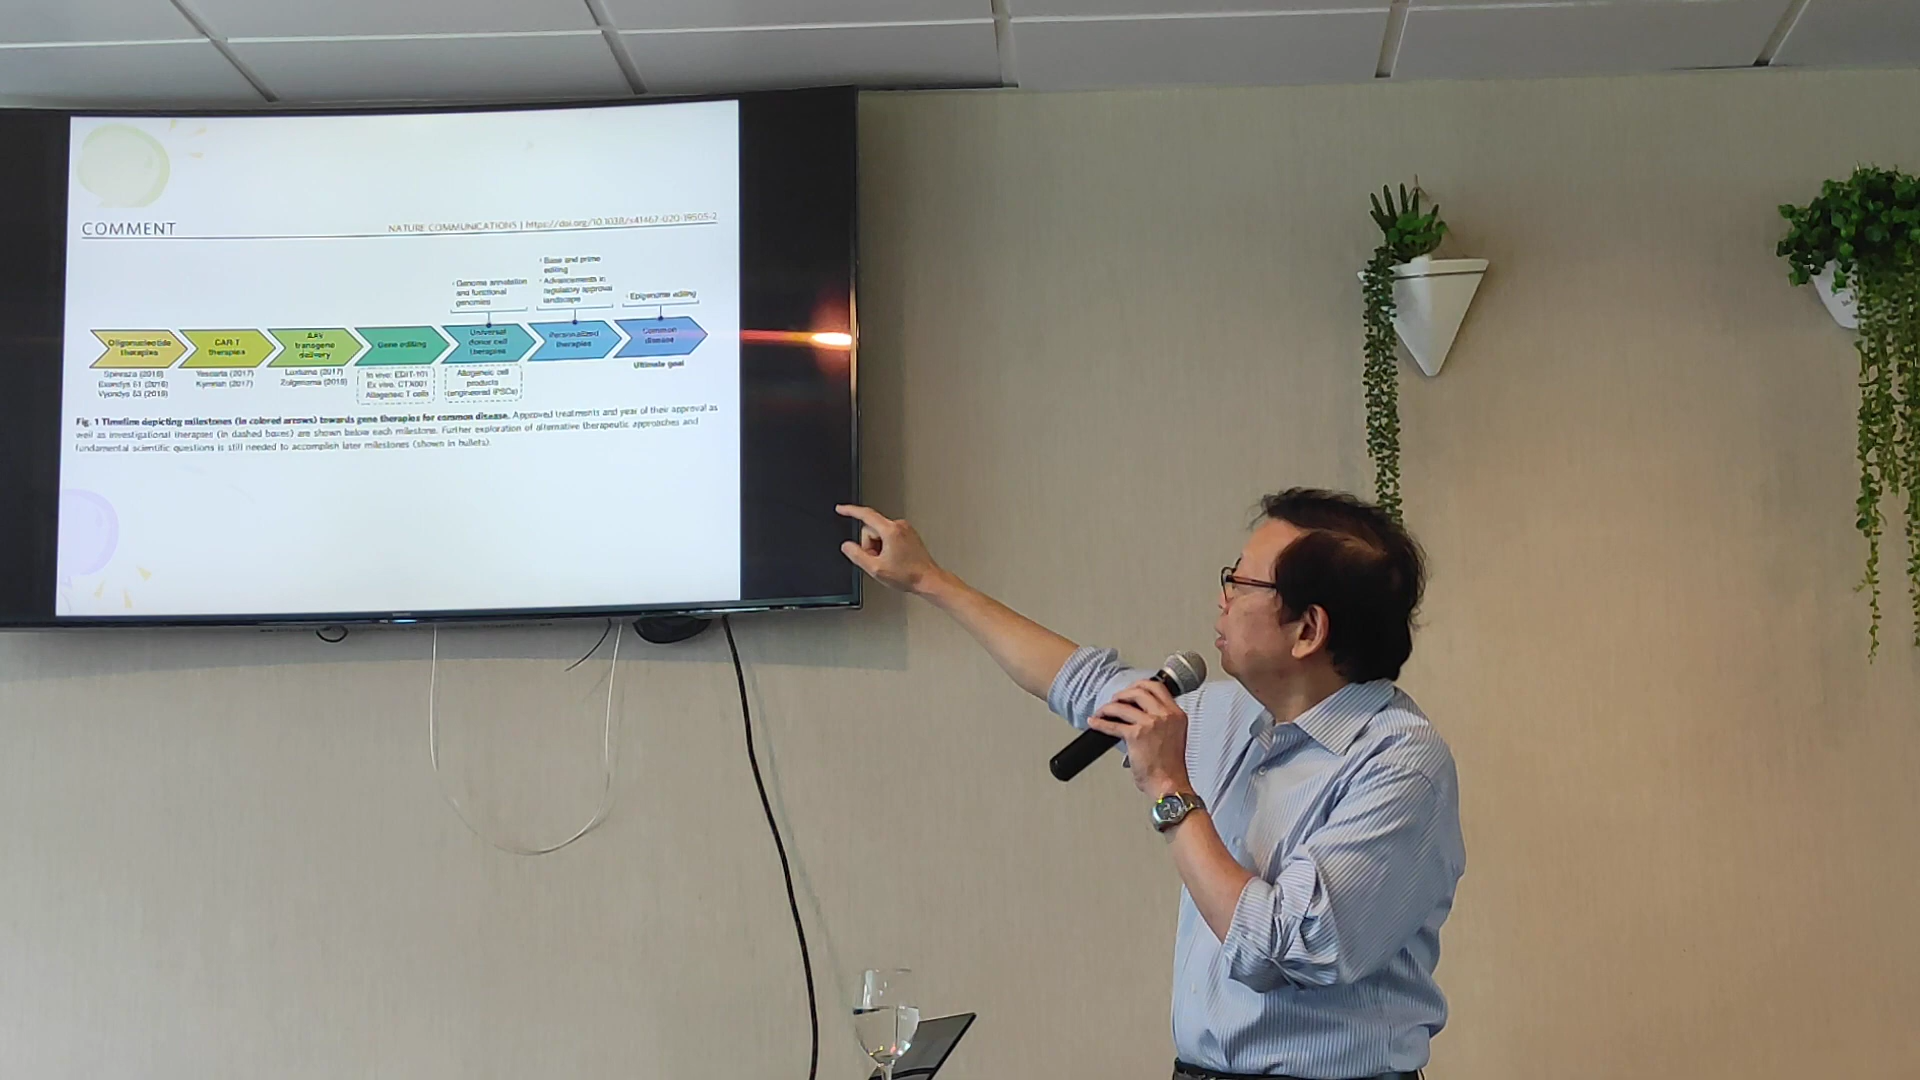 COMMENT
NATURE COMMUNICATIONS | https://doi.org/10.1038/s41467-020-19505-2
· Genome annotation
and functional
genomics
· Base and prime
editing
· Advancements in
regulatory approval
landscape
· Epigenome editing
Oligonucleotide
therapies
CAR-T
therapies
AAV
transgene
delivery
Gene editing
Universal
donor cell
therapies
Personalized
therapies
Common
disease
Spinraza (2016)
Exondys 51 (2016)
Vyondys 53 (2019)
Yescarta (2017)
Kymriah (2017)
Luxturna (2017)
Zolgensma (2019)
In vivo: EDIT-101
Ex vivo: CTX001
Allogeneic T cells
Allogeneic cell
products
(engineered iPSCs)
Ultimate goal
Fig. 1 Timeline depicting milestones (in colored arrows) towards gene therapies for common disease. Approved treatments and year of their approval as
well as investigational therapies (in dashed boxes) are shown below each milestone. Further exploration of alternative therapeutic approaches and
fundamental scientific questions is still needed to accomplish later milestones (shown in bullets).